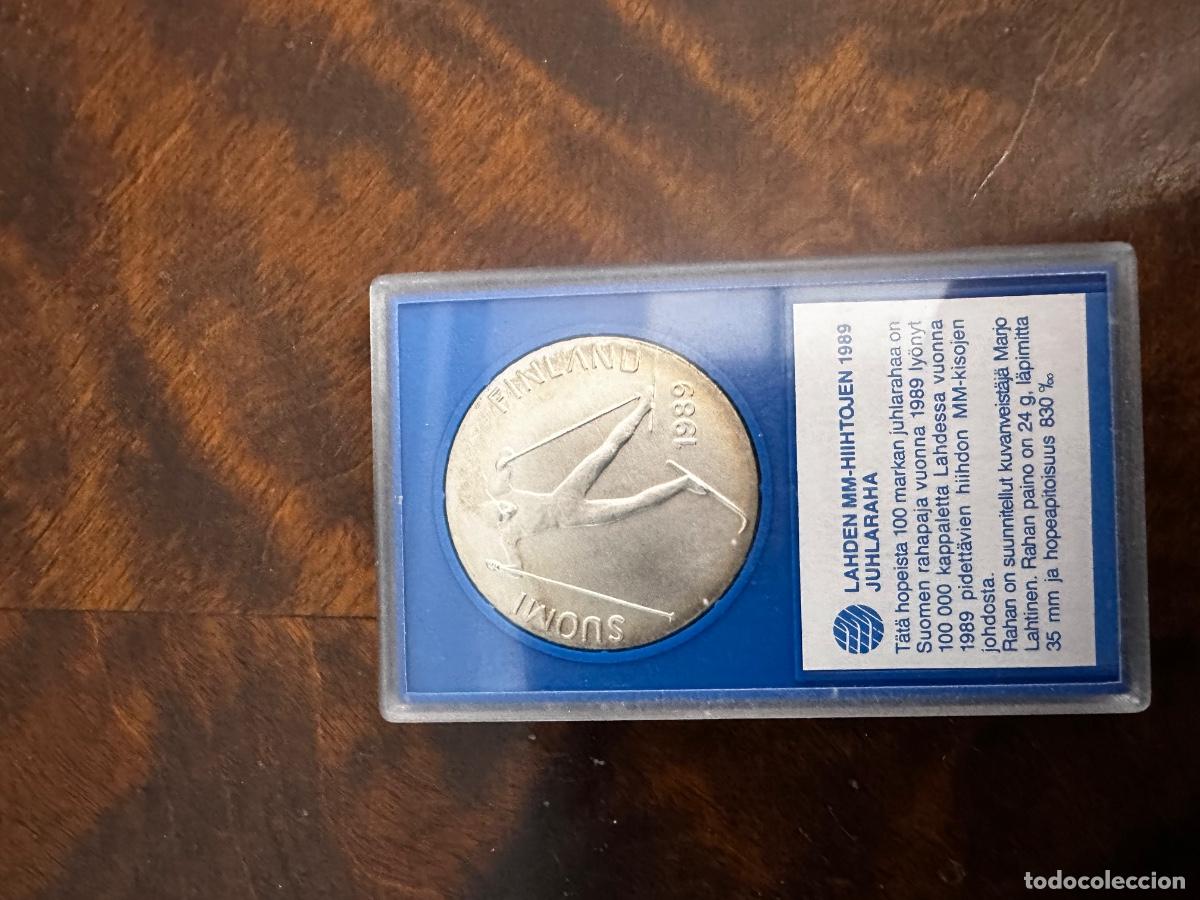 SUOMI FINLAND
1989
LAHDEN MM-HIIHTOJEN 1989
JUHLARAHA
Tätä hopeista 100 markan juhlarahaa on
Suomen rahapaja vuonna 1989 lyönyt
100 000 kappaletta Lahdessa vuonna
1989 pidettävien hiihdon MM-kisojen
johdosta.
Rahan on suunnitellut kuvanveistäjä Marjo
Lahtinen. Rahan paino on 24 g, läpimitta
35 mm ja hopeapitoisuus 830 ‰
todocoleccion